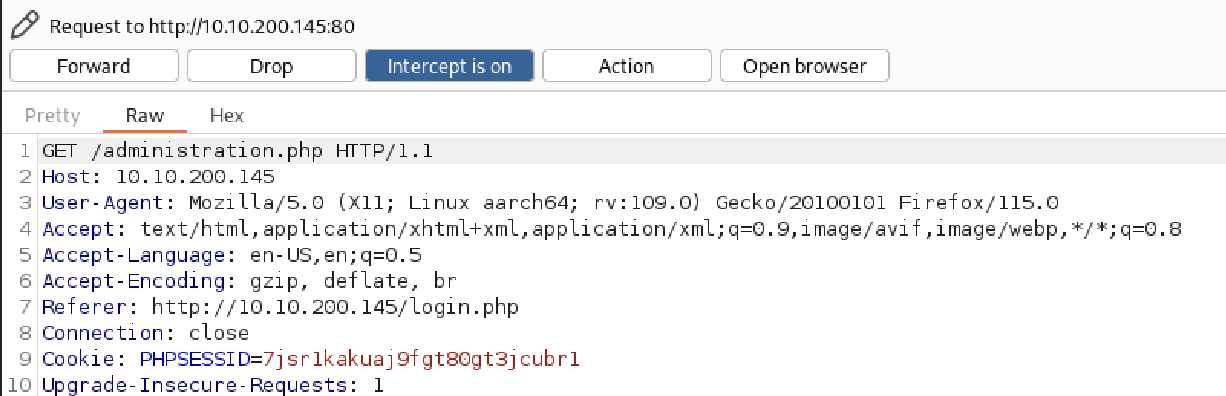 Request to http://10.10.200.145:80
Forward Drop Intercept is on Action Open browser
Pretty Raw Hex
1 GET /administration.php HTTP/1.1
2 Host: 10.10.200.145
3 User-Agent: Mozilla/5.0 (X11; Linux aarch64; rv:109.0) Gecko/20100101 Firefox/115.0
4 Accept: text/html,application/xhtml+xml,application/xml;q=0.9,image/avif,image/webp,*/*;q=0.8
5 Accept-Language: en-US,en;q=0.5
6 Accept-Encoding: gzip, deflate, br
7 Referer: http://10.10.200.145/login.php
8 Connection: close
9 Cookie: PHPSESSID=7jsr1kakuaj9fgt80gt3jcubr1
10 Upgrade-Insecure-Requests: 1